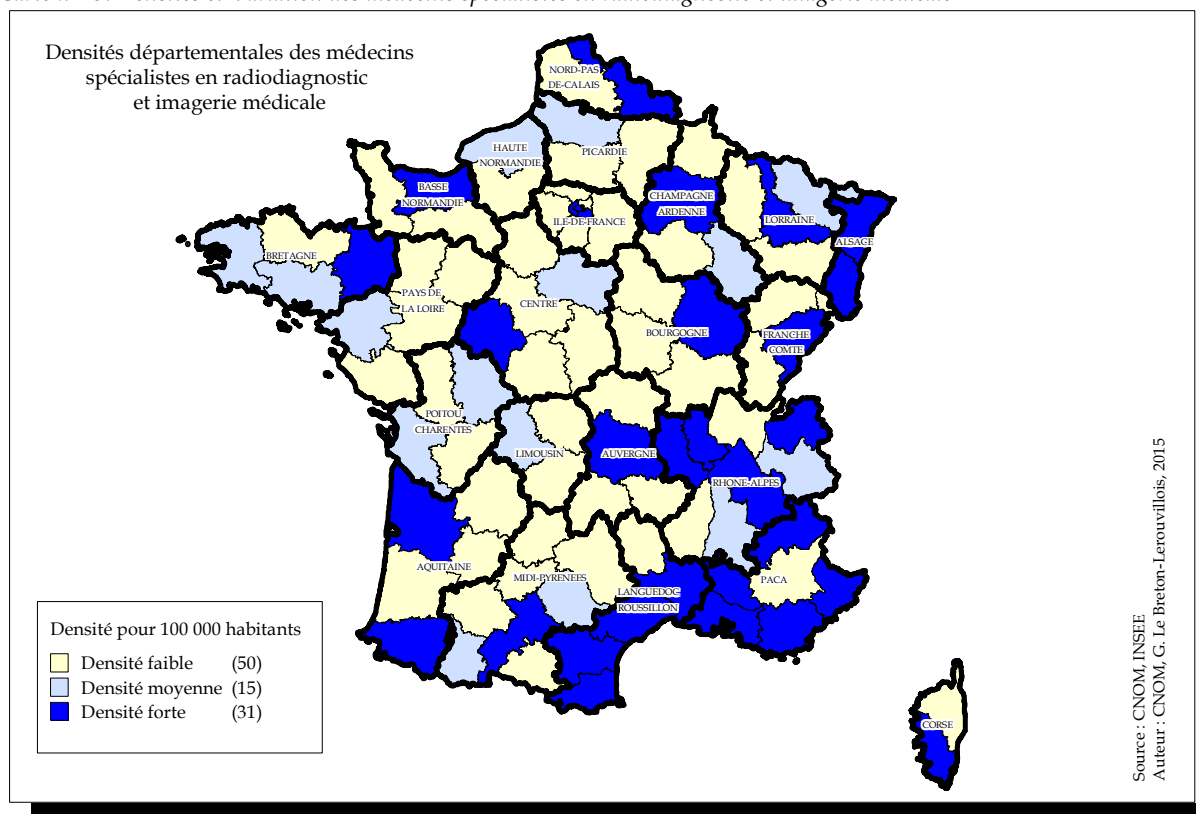 Densités départementales des médecins
spécialistes en radiodiagnostic
et imagerie médicale
NORD-PAS
DE-CALAIS
HAUTE
NORMANDIE
PICARDIE
BASSE
NORMANDIE
CHAMPAGNE
ARDENNE
ILE-DE-FRANCE
LORRAINE
ALSACE
BRETAGNE
PAYS DE
LA LOIRE
CENTRE
BOURGOGNE
FRANCHE
COMTE
POITOU
CHARENTES
LIMOUSIN
AUVERGNE
RHONE-ALPES
AQUITAINE
MIDI-PYRENEES
LANGUEDOC
ROUSSILLON
PACA
CORSE
Densité pour 100 000 habitants
Densité faible (50)
Densité moyenne (15)
Densité forte (31)
Source : CNOM, INSEE
Auteur : CNOM, G. Le Breton-Lerouvillois, 2015